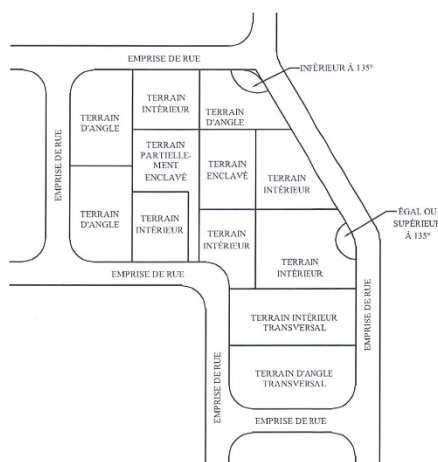 EMPRISE DE RUE
INFÉRIEUR À 135°
TERRAIN
D'ANGLE
TERRAIN
INTÉRIEUR
TERRAIN
D'ANGLE
EMPRISE DE RUE
TERRAIN
PARTIELLE-
MENT
ENCLAVÉ
TERRAIN
ENCLAVÉ
TERRAIN
INTÉRIEUR
TERRAIN
D'ANGLE
TERRAIN
INTÉRIEUR
TERRAIN
INTÉRIEUR
ÉGAL OU
SUPÉRIEUR
À 135°
TERRAIN
INTÉRIEUR
EMPRISE DE RUE
TERRAIN INTÉRIEUR
TRANSVERSAL
EMPRISE DE RUE
TERRAIN D'ANGLE
TRANSVERSAL
EMPRISE DE RUE
EMPRISE DE RUE